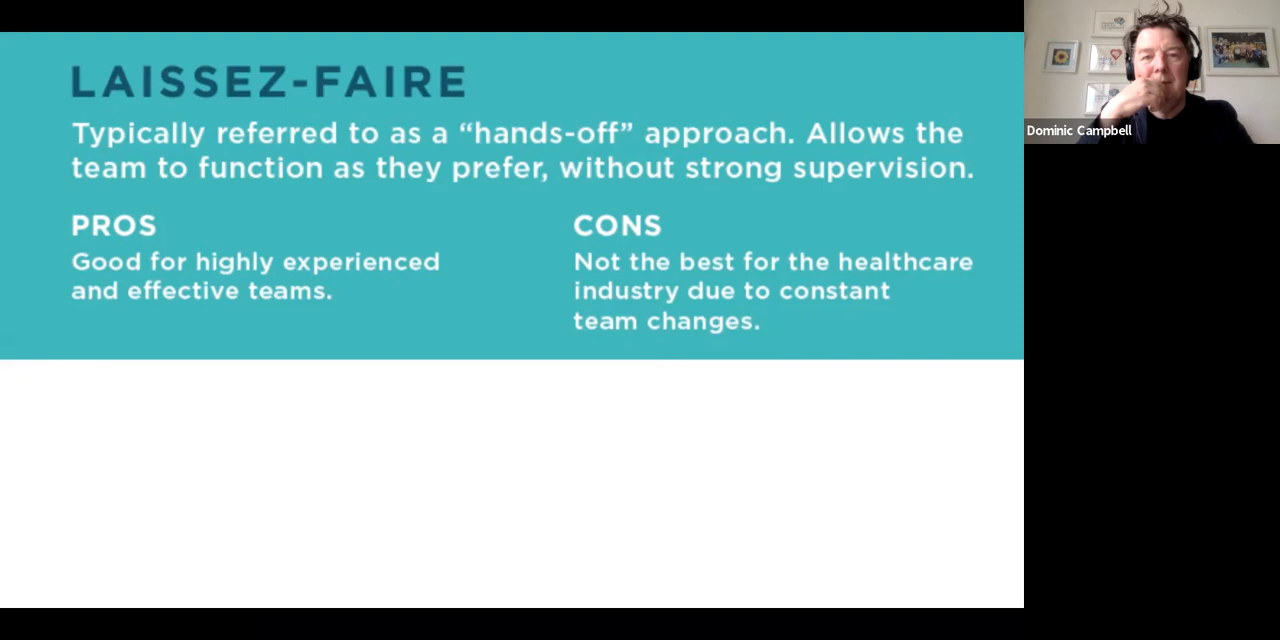 LAISSEZ-FAIRE
Typically referred to as a “hands-off” approach. Allows the
team to function as they prefer, without strong supervision.
PROS
Good for highly experienced
and effective teams.
CONS
Not the best for the healthcare
industry due to constant
team changes.
Dominic Campbell